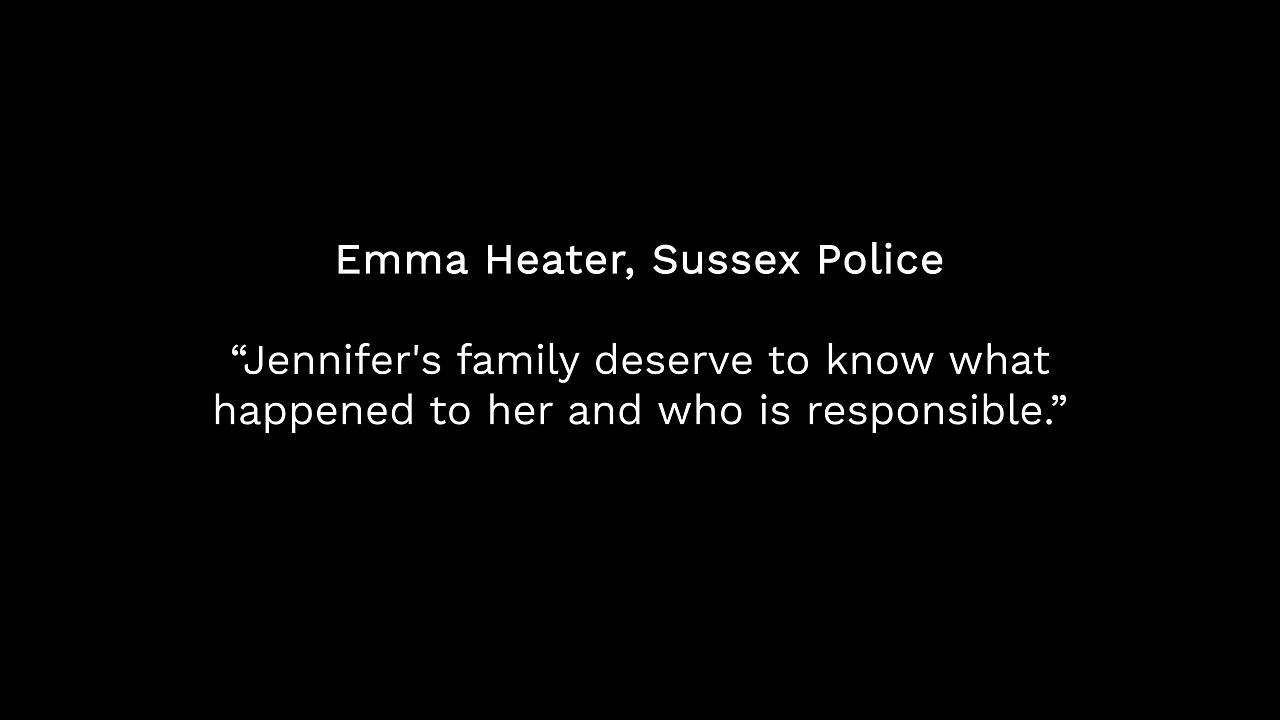 Emma Heater, Sussex Police
“Jennifer's family deserve to know what
happened to her and who is responsible.”